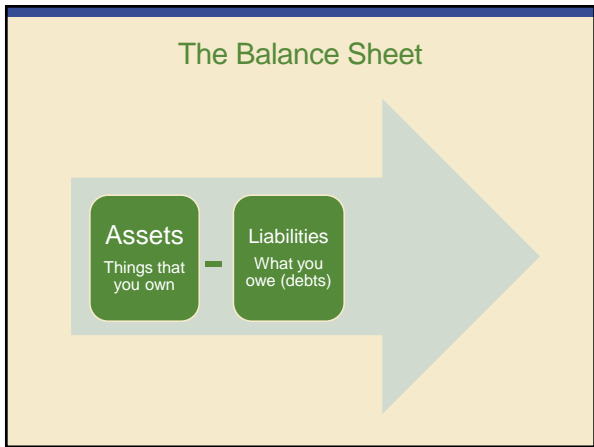 The Balance Sheet
Assets
Things that
you own
-
Liabilities
What you
owe (debts)